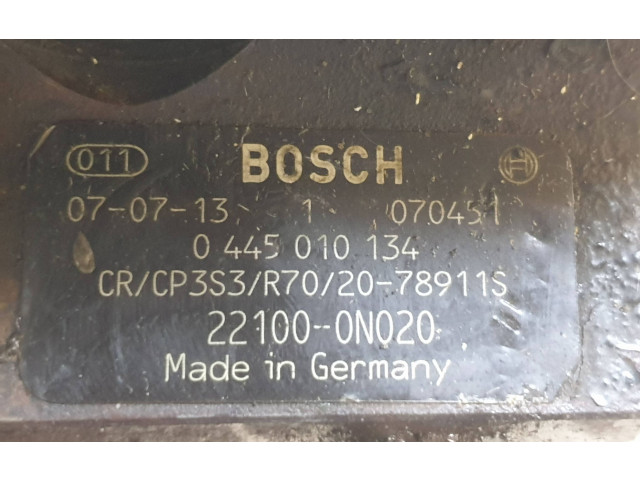 011 BOSCH
07-07-13 1 070451
0 445 010 134
CR/CP3S3/R70/20-78911S
22100-0N020
Made in Germany